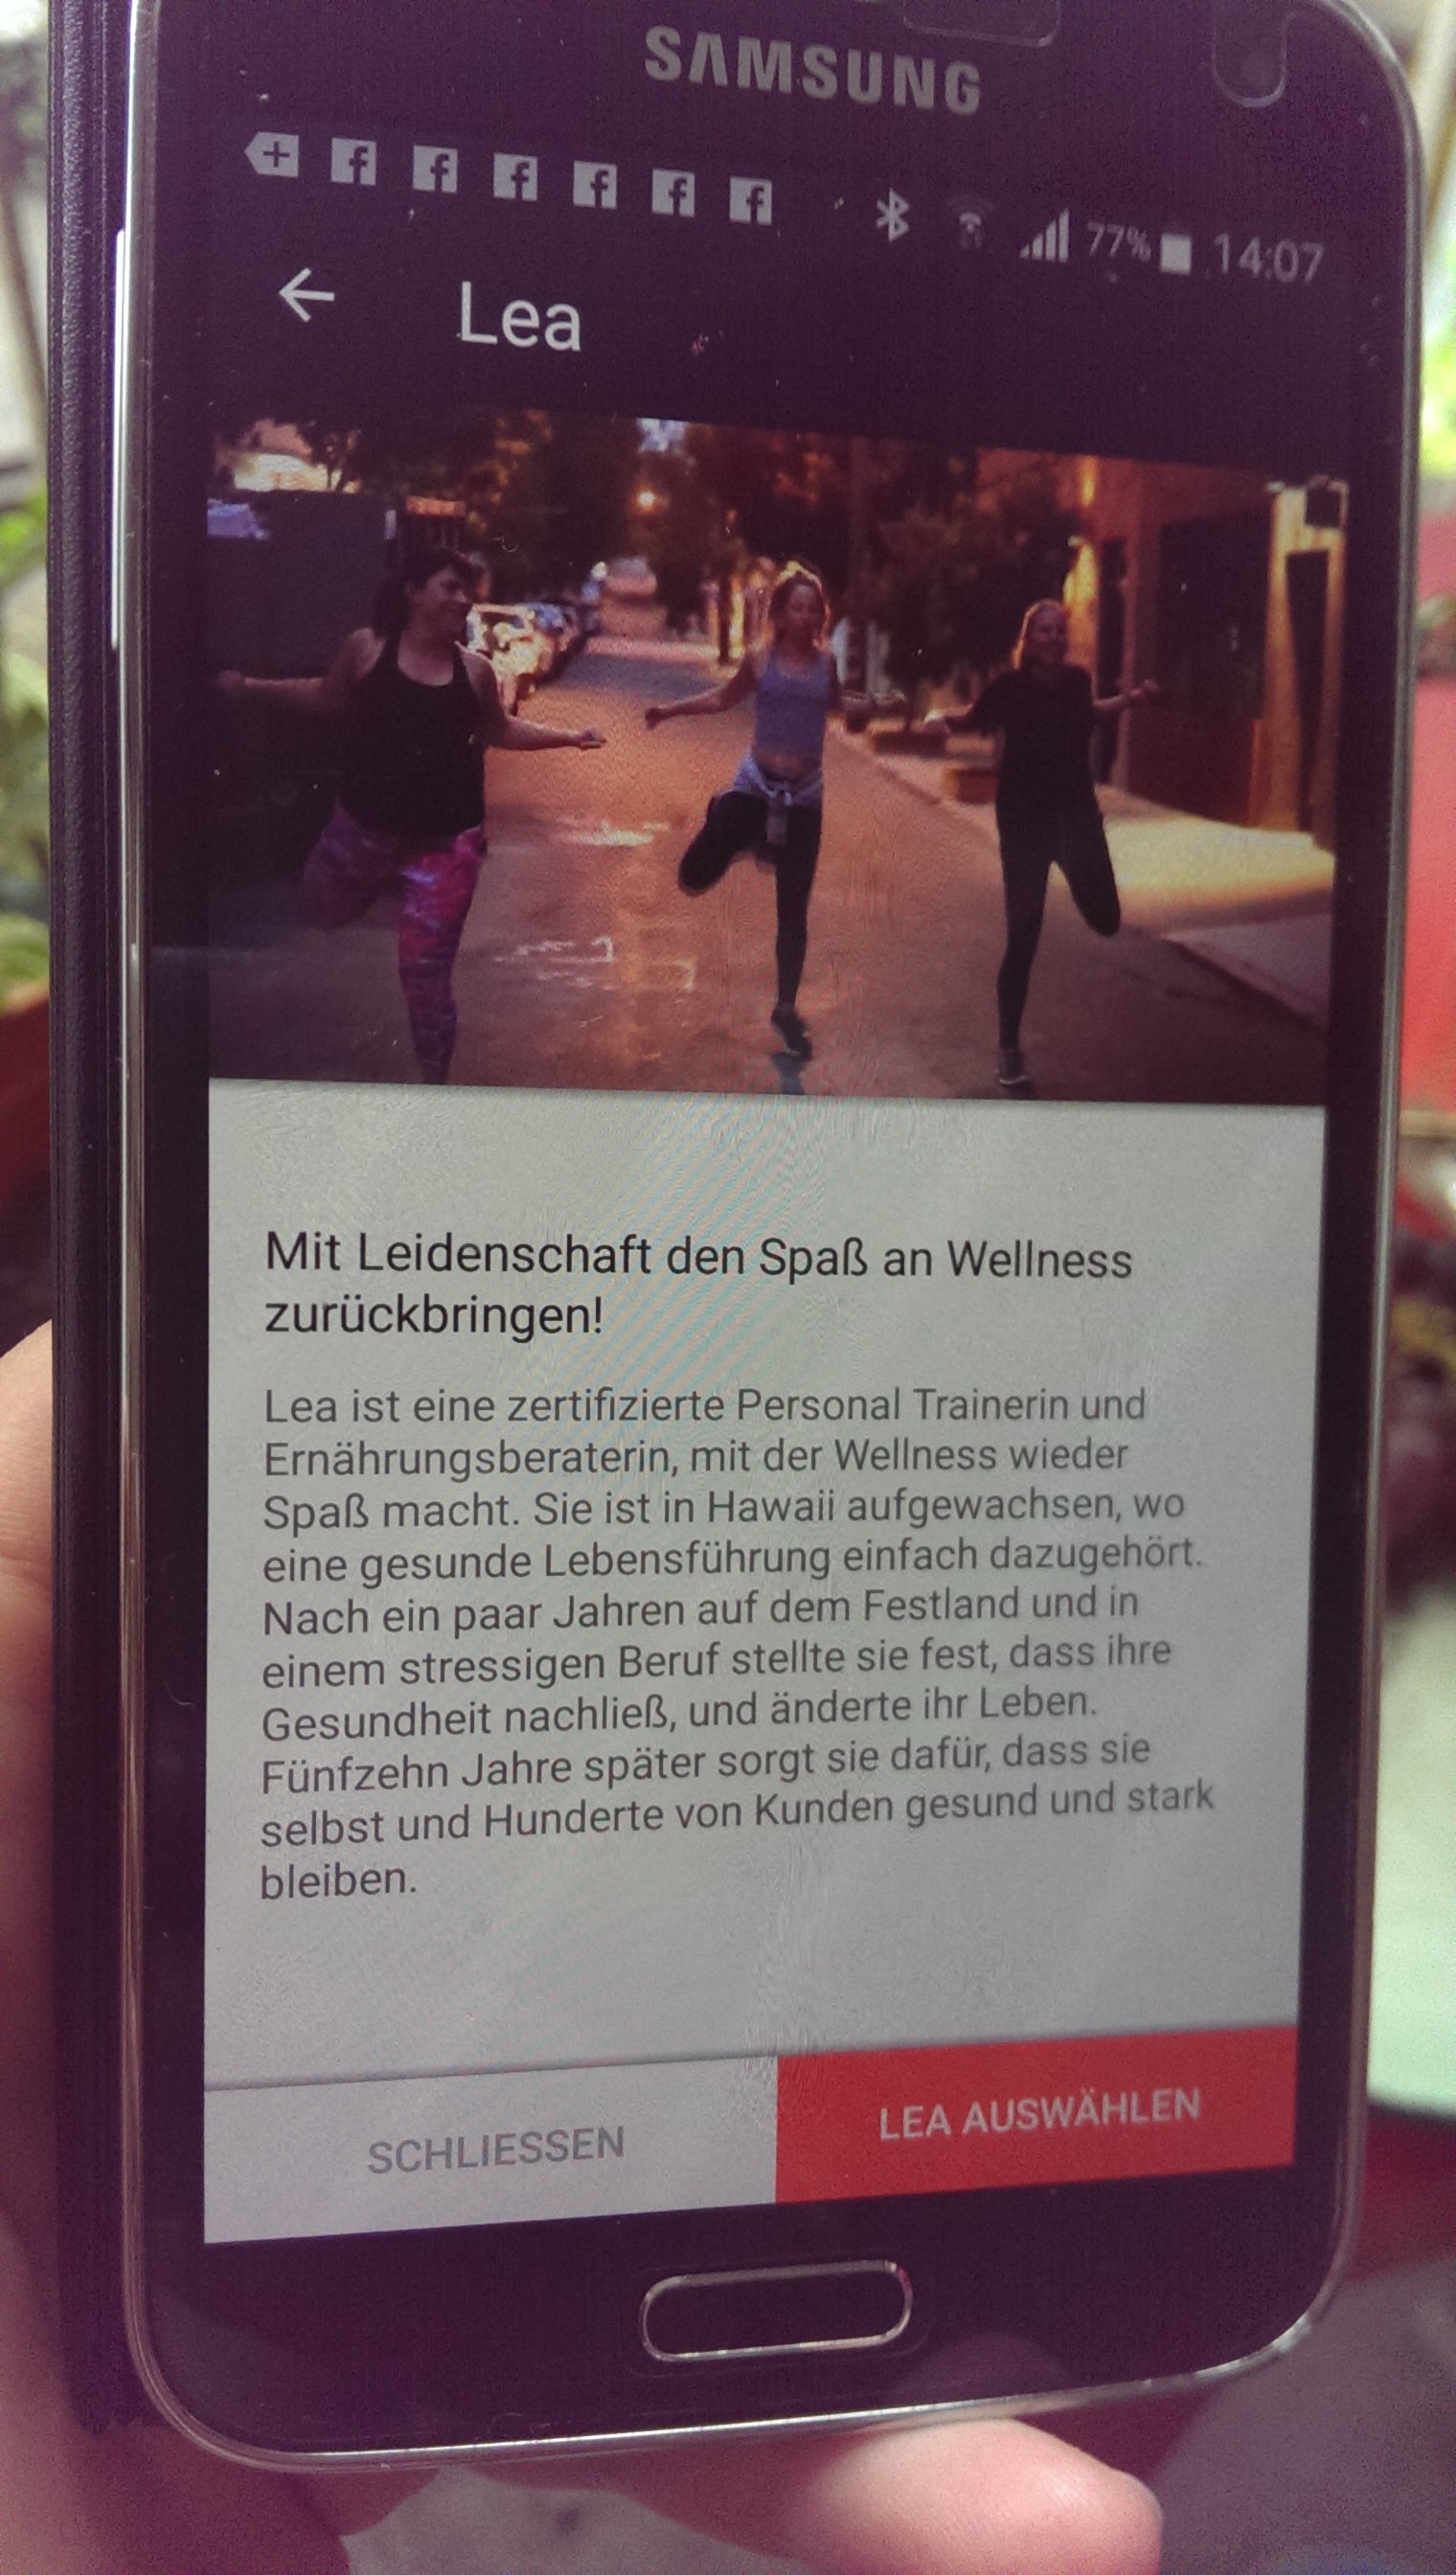 SAMSUNG
77% 14:07
Lea
Mit Leidenschaft den Spaß an Wellness
zurückbringen!
Lea ist eine zertifizierte Personal Trainerin und
Ernährungsberaterin, mit der Wellness wieder
Spaß macht. Sie ist in Hawaii aufgewachsen, wo
eine gesunde Lebensführung einfach dazugehört.
Nach ein paar Jahren auf dem Festland und in
einem stressigen Beruf stellte sie fest, dass ihre
Gesundheit nachließ, und änderte ihr Leben.
Fünfzehn Jahre später sorgt sie dafür, dass sie
selbst und Hunderte von Kunden gesund und stark
bleiben.
SCHLIESSEN
LEA AUSWÄHLEN